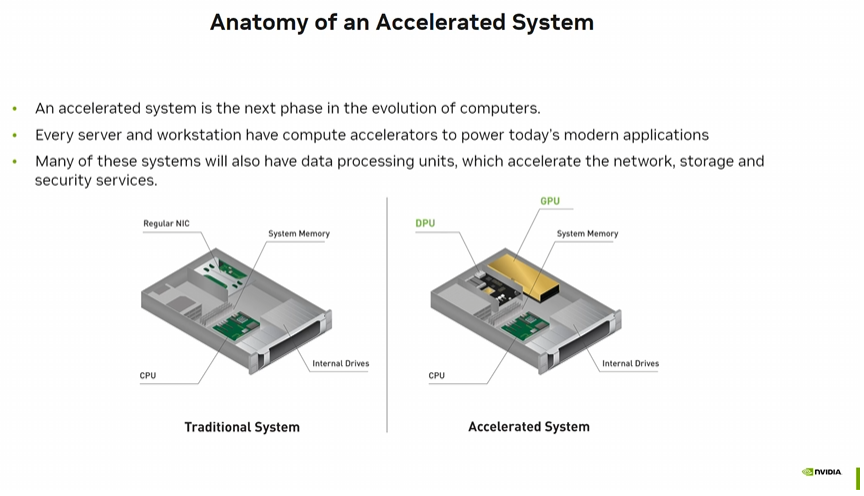 Anatomy of an Accelerated System
• An accelerated system is the next phase in the evolution of computers.
• Every server and workstation have compute accelerators to power today's modern applications
• Many of these systems will also have data processing units, which accelerate the network, storage and
security services.
Regular NIC
System Memory
CPU
Internal Drives
Traditional System
GPU
DPU
System Memory
CPU
Internal Drives
Accelerated System
NVIDIA